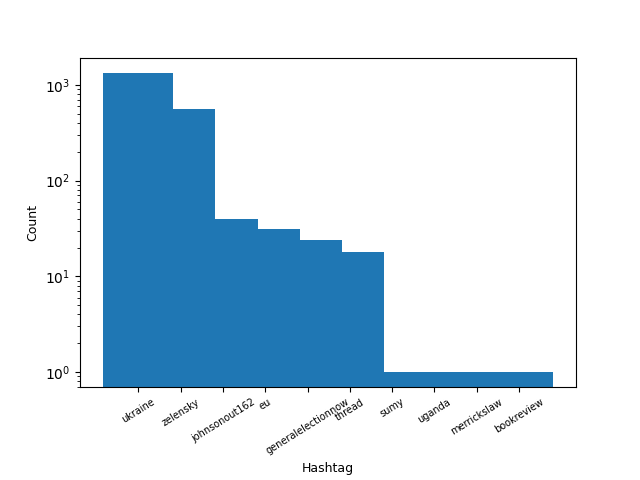 10³
10²
10¹
10⁰
Count
ukraine
zelensky
johnsonout162
eu
generalelectionnow
thread
sumy
uganda
merrickslaw
bookreview
Hashtag